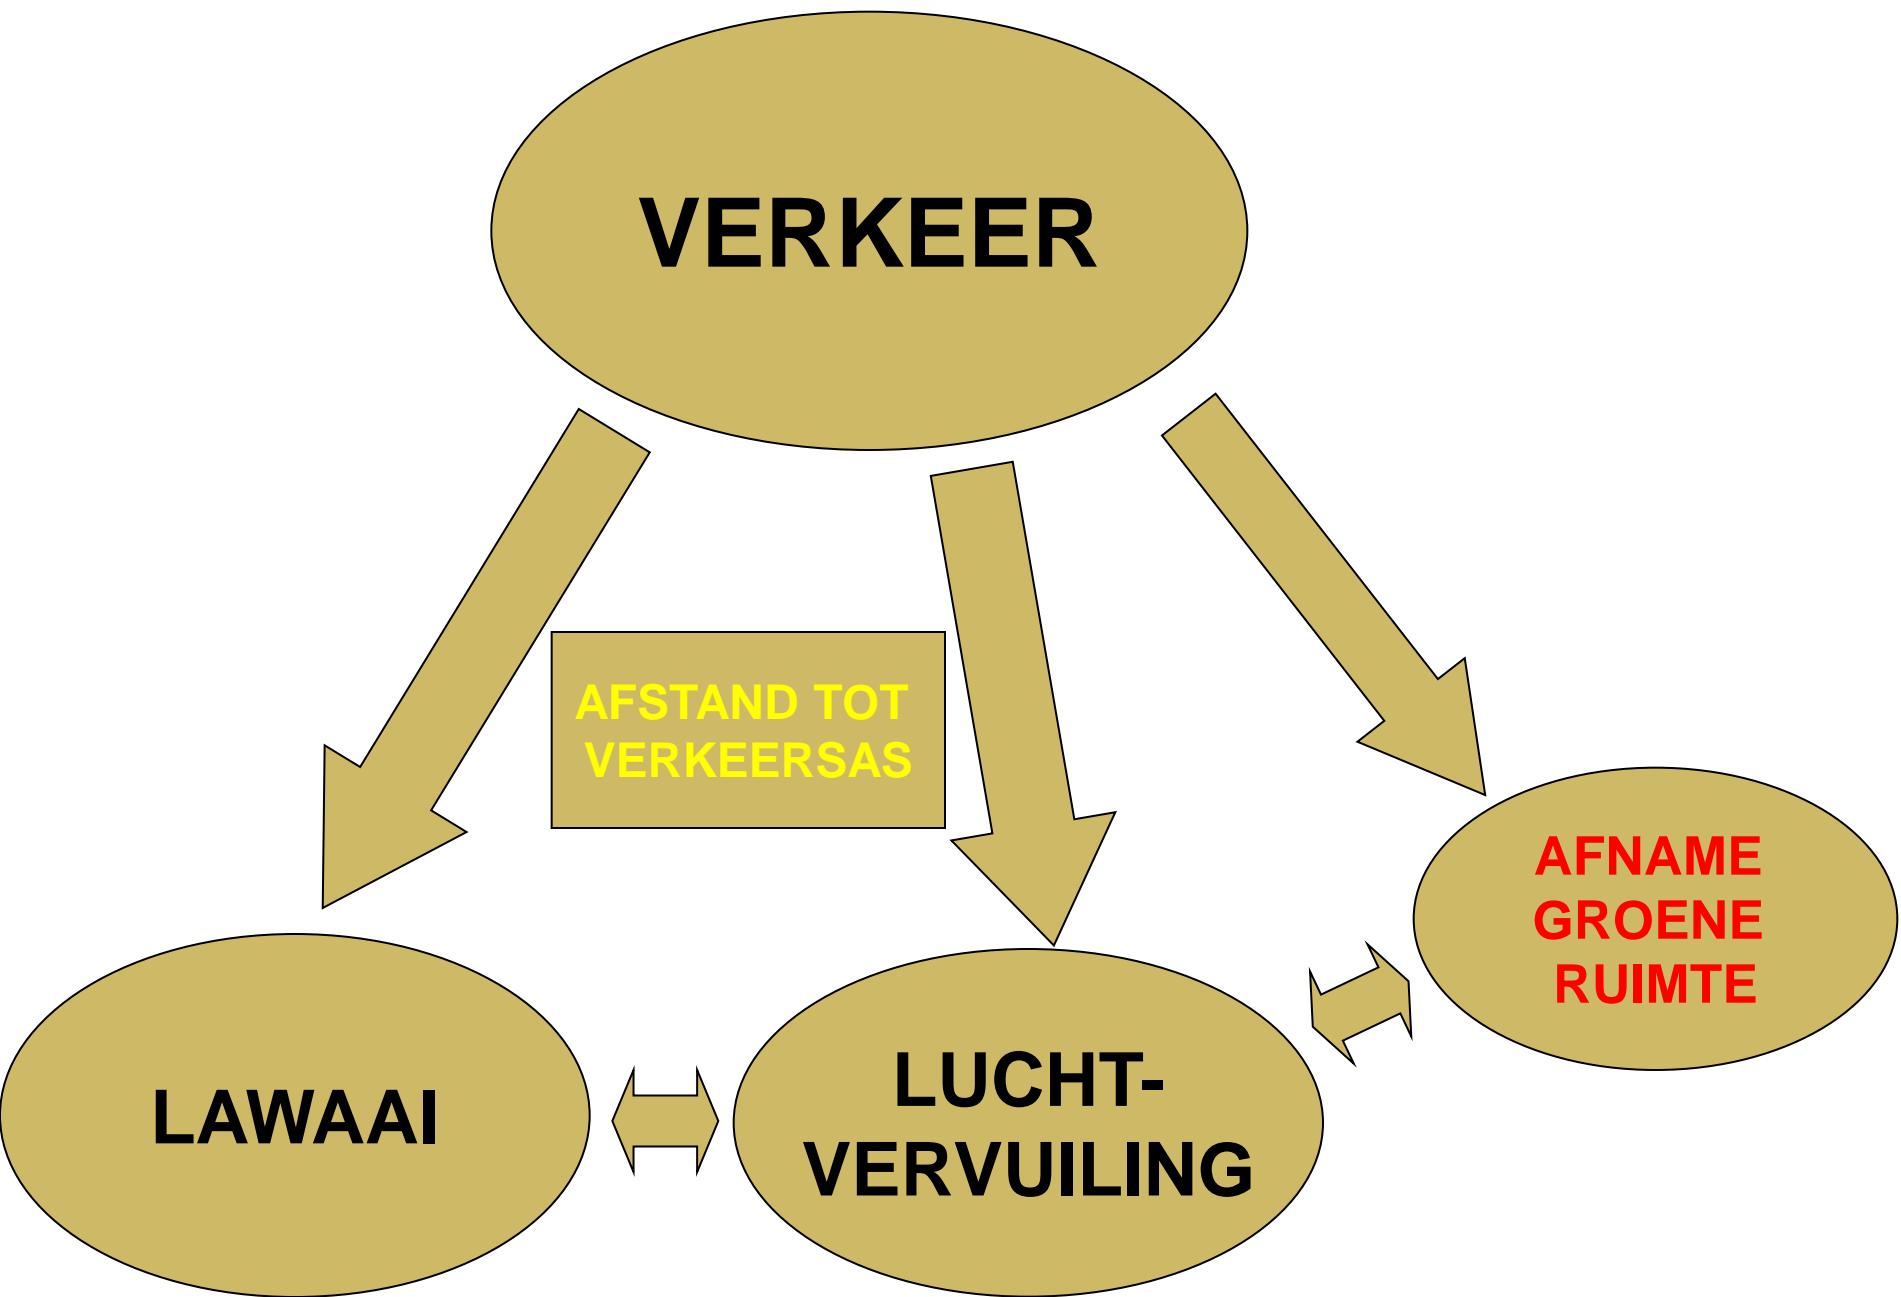 VERKEER
AFSTAND TOT
VERKEERSAS
AFNAME
GROENE
RUIMTE
LAWAAI
LUCHT-
VERVUILING